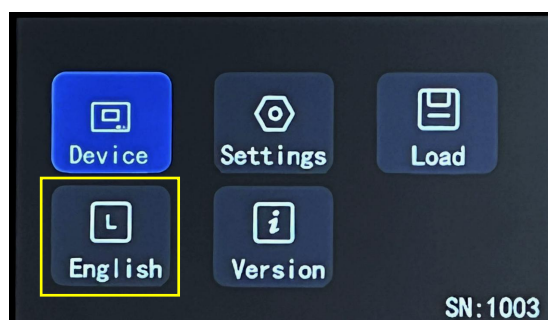 Device
Settings
Load
L
English
i
Version
SN:1003